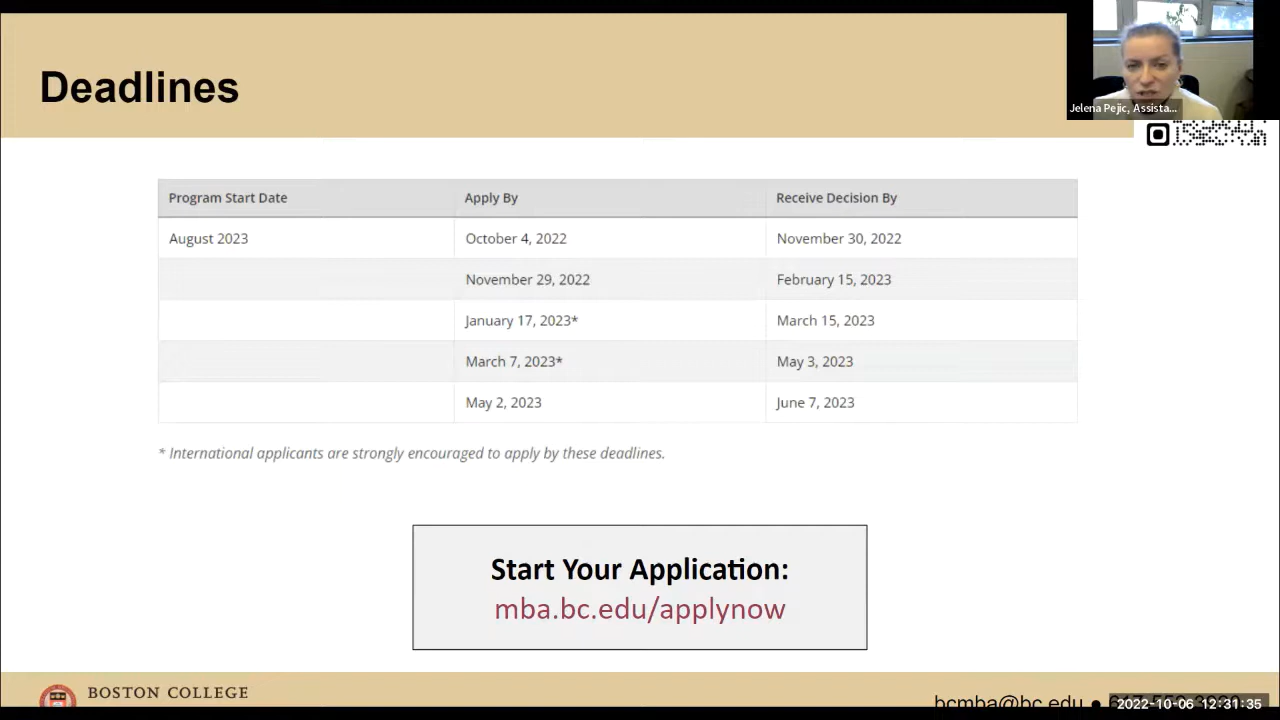 Deadlines
Jelena Pejic, Assista...
Program Start Date Apply By Receive Decision By
August 2023 October 4, 2022 November 30, 2022
November 29, 2022 February 15, 2023
January 17, 2023* March 15, 2023
March 7, 2023* May 3, 2023
May 2, 2023 June 7, 2023
* International applicants are strongly encouraged to apply by these deadlines.
Start Your Application:
mba.bc.edu/applynow
BOSTON COLLEGE
bcmba@bc.edu •
2022-10-06 12:31:35